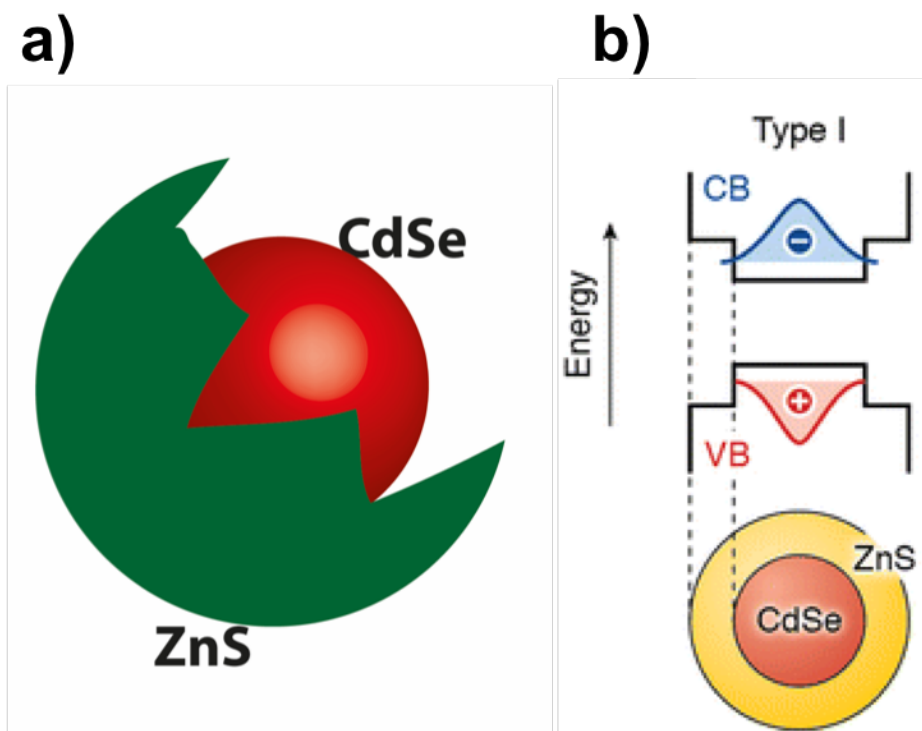 a)
CdSe
ZnS
b)
Type I
CB
−
Energy
+
VB
ZnS
CdSe